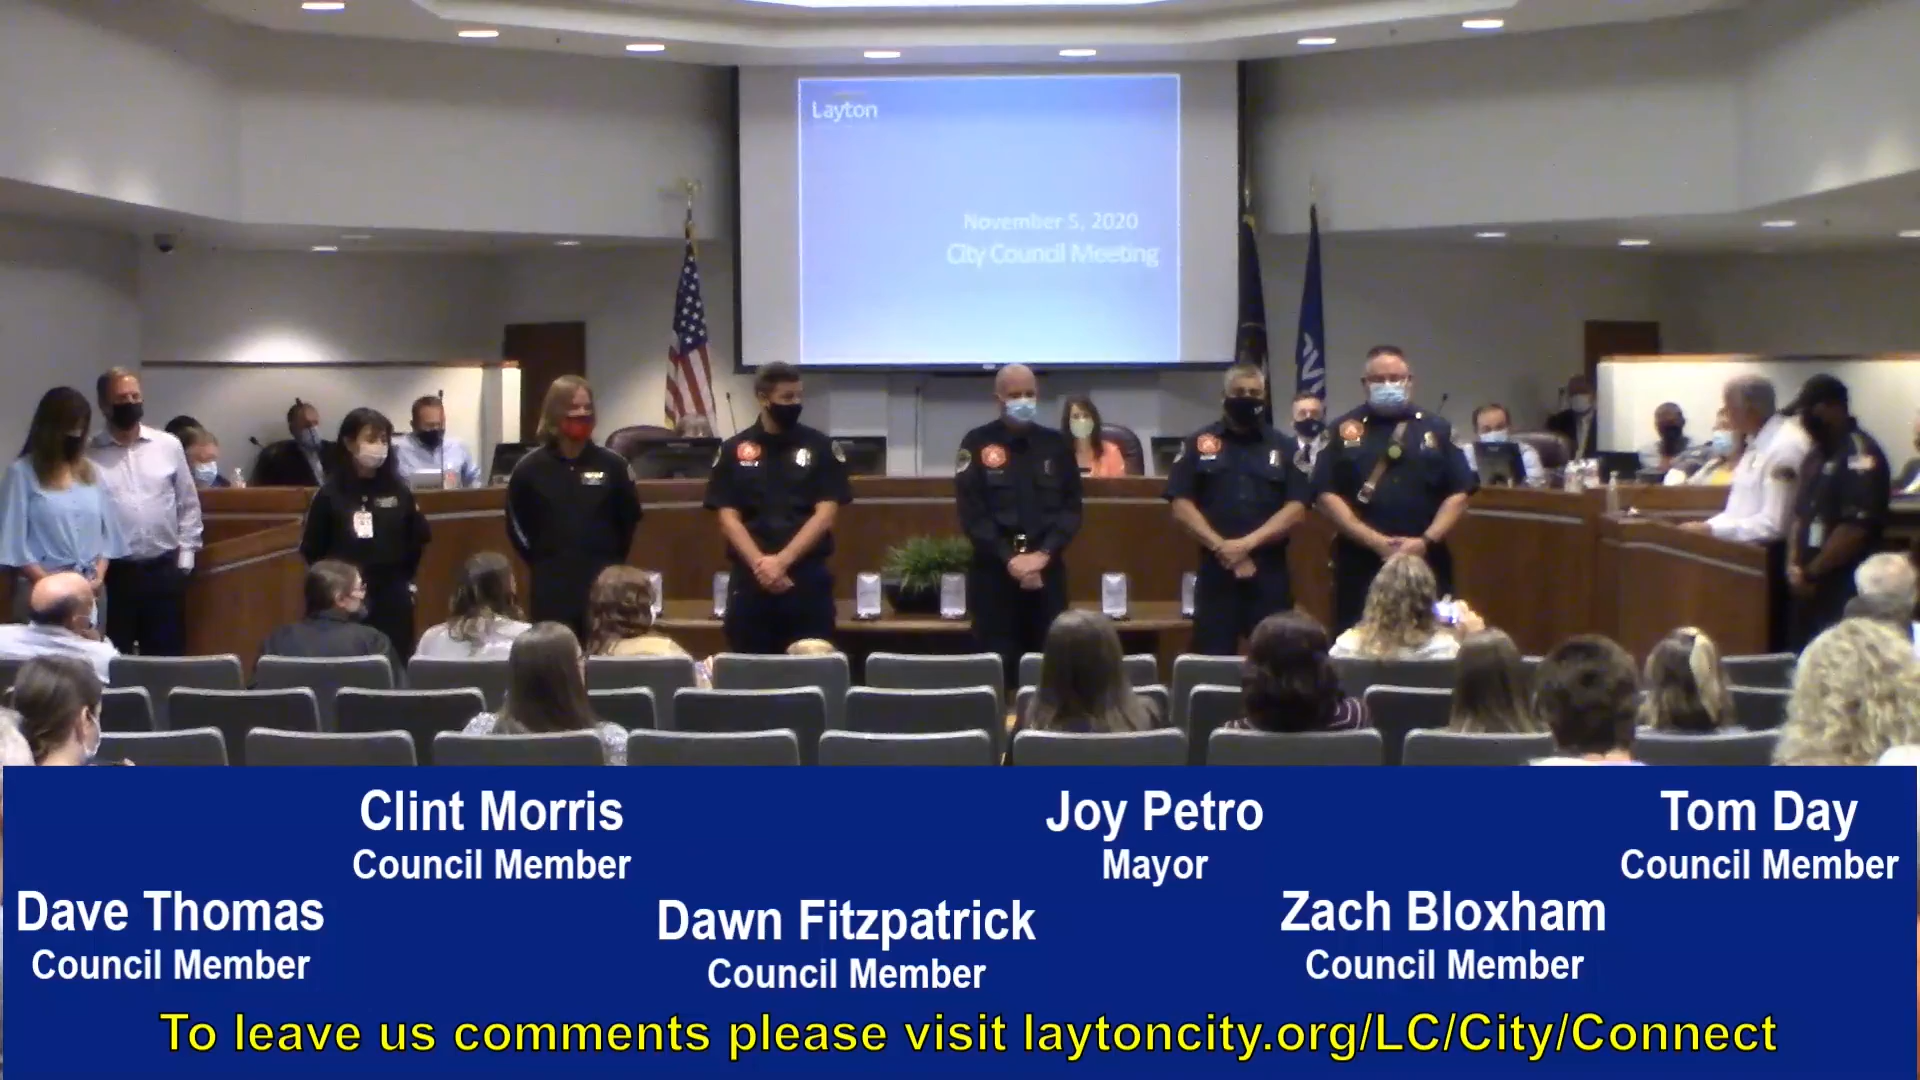 Layton
November 5, 2020
City Council Meeting
Clint Morris
Council Member
Joy Petro
Mayor
Tom Day
Council Member
Dave Thomas
Council Member
Dawn Fitzpatrick
Council Member
Zach Bloxham
Council Member
To leave us comments please visit laytoncity.org/LC/City/Connect